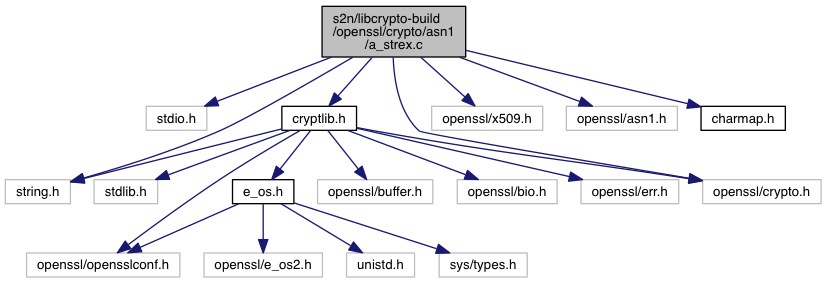 s2n/libcrypto-build
/openssl/crypto/asn1
/a_strex.c
stdio.h
cryptlib.h
openssl/x509.h
openssl/asn1.h
charmap.h
string.h
stdlib.h
e_os.h
openssl/buffer.h
openssl/bio.h
openssl/err.h
openssl/crypto.h
openssl/opensslconf.h
openssl/e_os2.h
unistd.h
sys/types.h